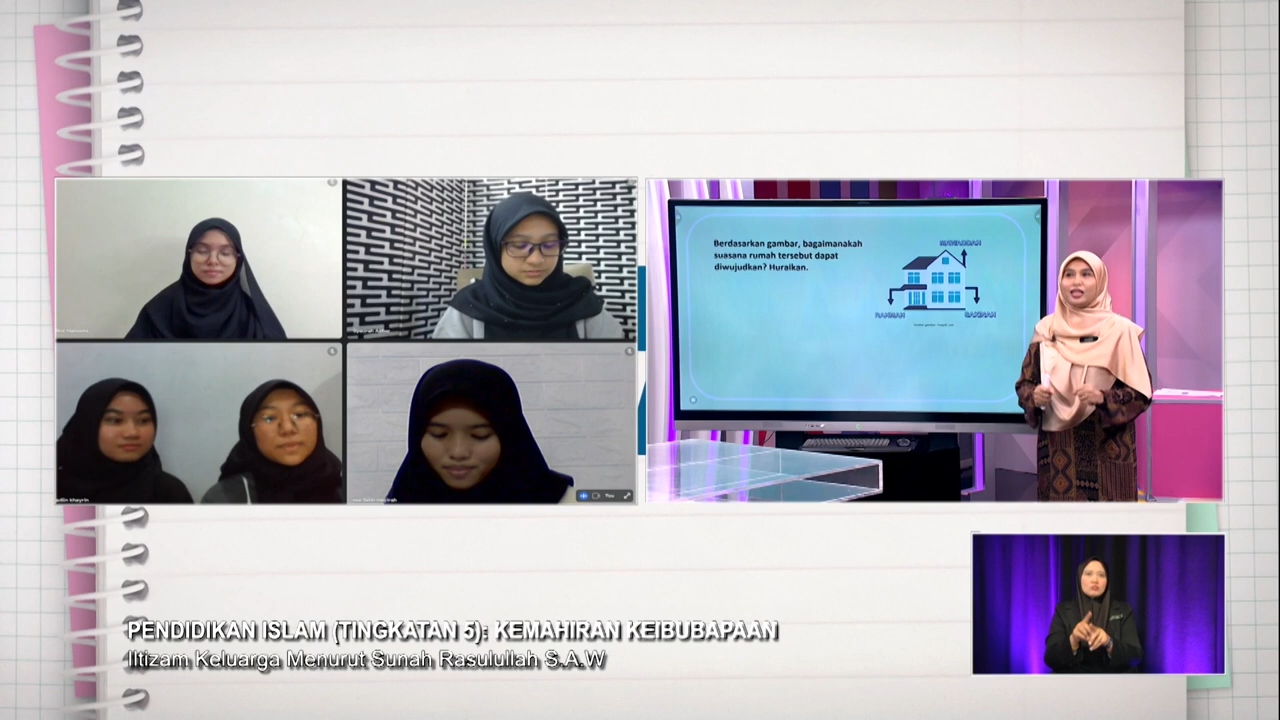 Berdasarkan gambar, bagaimanakah
suasana rumah tersebut dapat
diwujudkan? Huraikan.
MAWADDAH
RAHMAH
SAKINAH
You
PENDIDIKAN ISLAM (TINGKATAN 5): KEMAHIRAN KEIBUBAPAAN
Iltizam Keluarga Menurut Sunah Rasulullah S.A.W